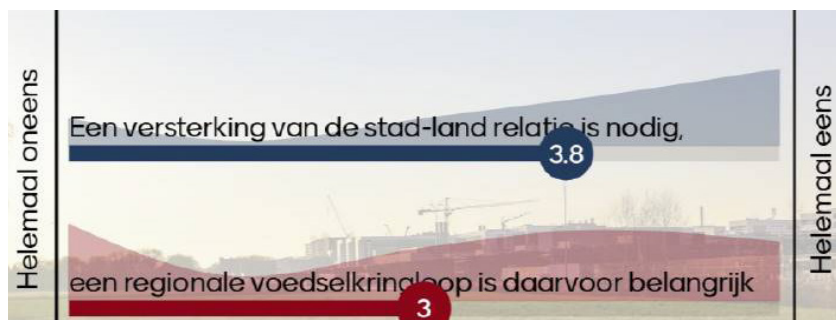 Helemaal oneens
Een versterking van de stad-land relatie is nodig,
3.8
een regionale voedselkringloop is daarvoor belangrijk
3
Helemaal eens